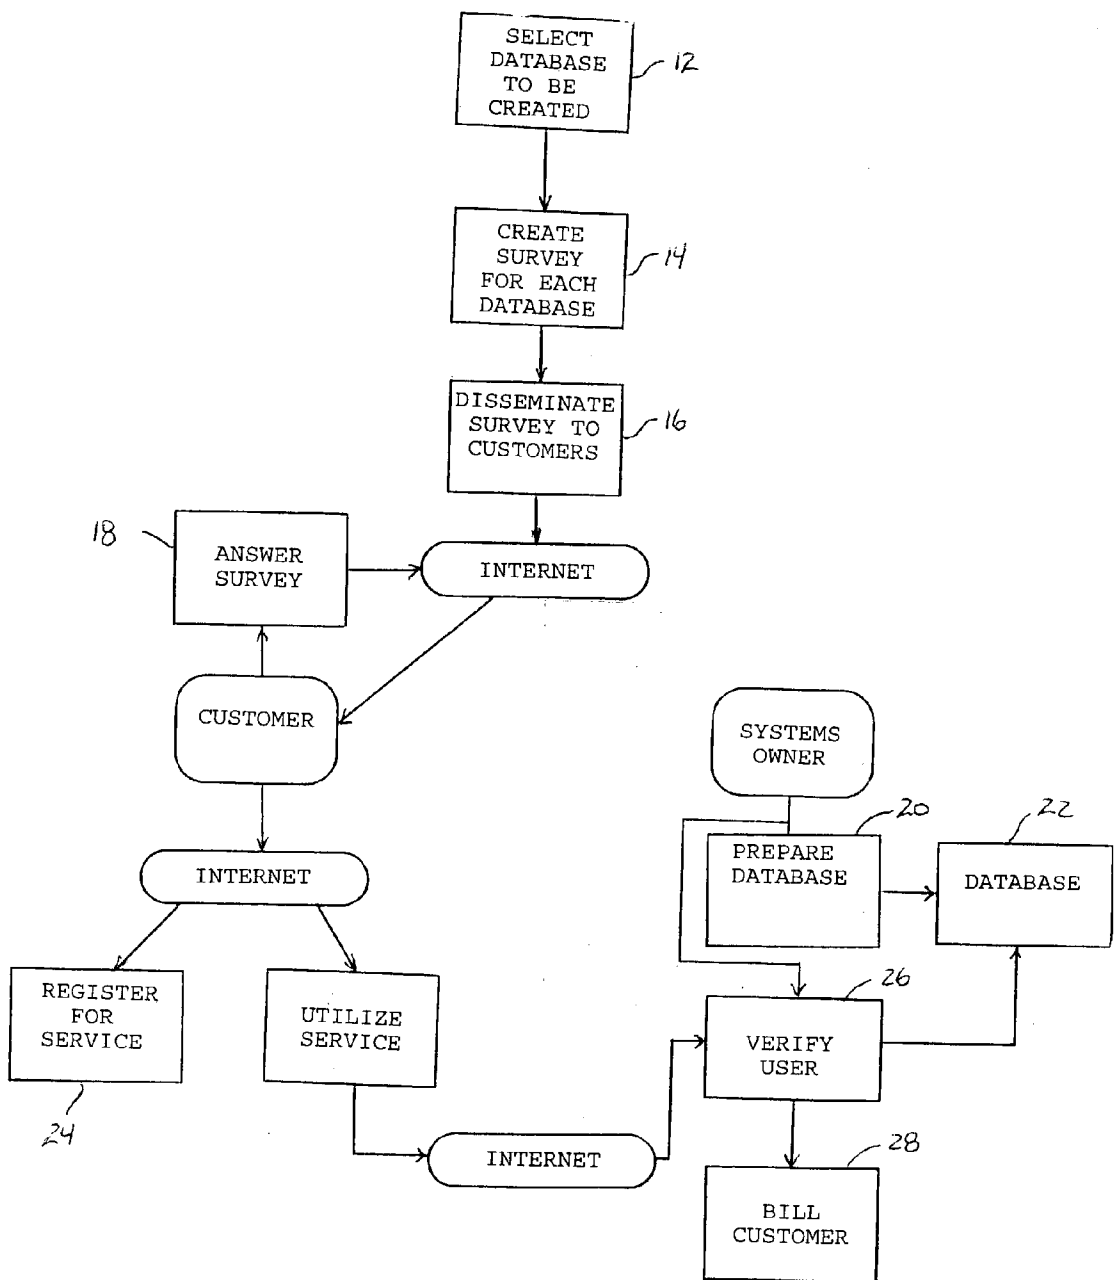 SELECT
DATABASE
TO BE
CREATED
12
CREATE
SURVEY
FOR EACH
DATABASE
14
DISSEMINATE
SURVEY TO
CUSTOMERS
16
18
ANSWER
SURVEY
INTERNET
CUSTOMER
SYSTEMS
OWNER
20
22
PREPARE
DATABASE
DATABASE
INTERNET
REGISTER
FOR
SERVICE
24
UTILIZE
SERVICE
26
VERIFY
USER
INTERNET
28
BILL
CUSTOMER